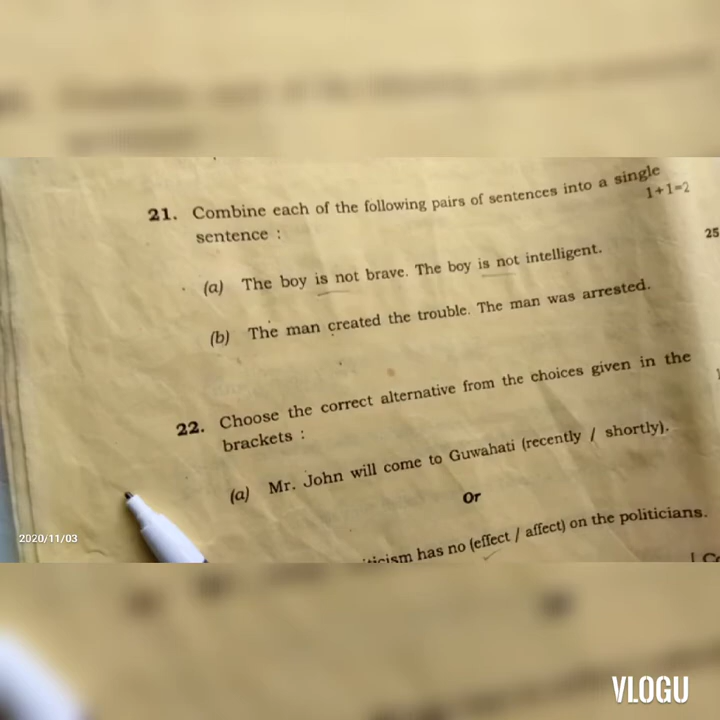 21. Combine each of the following pairs of sentences into a single
sentence :
1+1=2
25
(a) The boy is not brave. The boy is not intelligent.
(b) The man created the trouble. The man was arrested.
22. Choose the correct alternative from the choices given in the
brackets :
(a) Mr. John will come to Guwahati (recently / shortly).
Or
has no (effect / affect) on the politicians.
2020/11/03
VLOGU